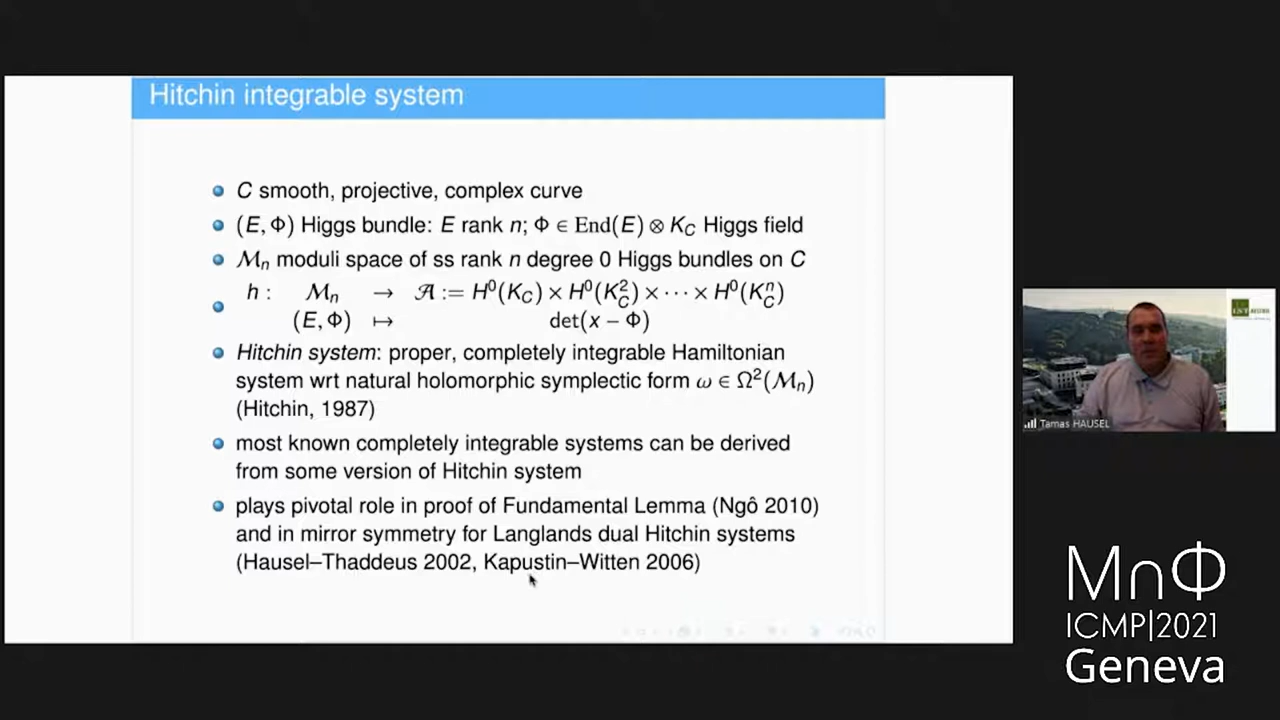 Hitchin integrable system
C smooth, projective, complex curve
(E, Φ) Higgs bundle: E rank n; Φ ∈ End(E) ⊗ K_C Higgs field
ℳ_n moduli space of ss rank n degree 0 Higgs bundles on C
h : ℳ_n → 𝒜 := H⁰(K_C) × H⁰(K_C²) × ⋯ × H⁰(K_Cⁿ)
(E, Φ) ↦ det(x − Φ)
Hitchin system: proper, completely integrable Hamiltonian
system wrt natural holomorphic symplectic form ω ∈ Ω²(ℳ_n)
(Hitchin, 1987)
most known completely integrable systems can be derived
from some version of Hitchin system
plays pivotal role in proof of Fundamental Lemma (Ngô 2010)
and in mirror symmetry for Langlands dual Hitchin systems
(Hausel–Thaddeus 2002, Kapustin–Witten 2006)
Tamas HAUSEL
MnΦ
ICMP|2021
Geneva